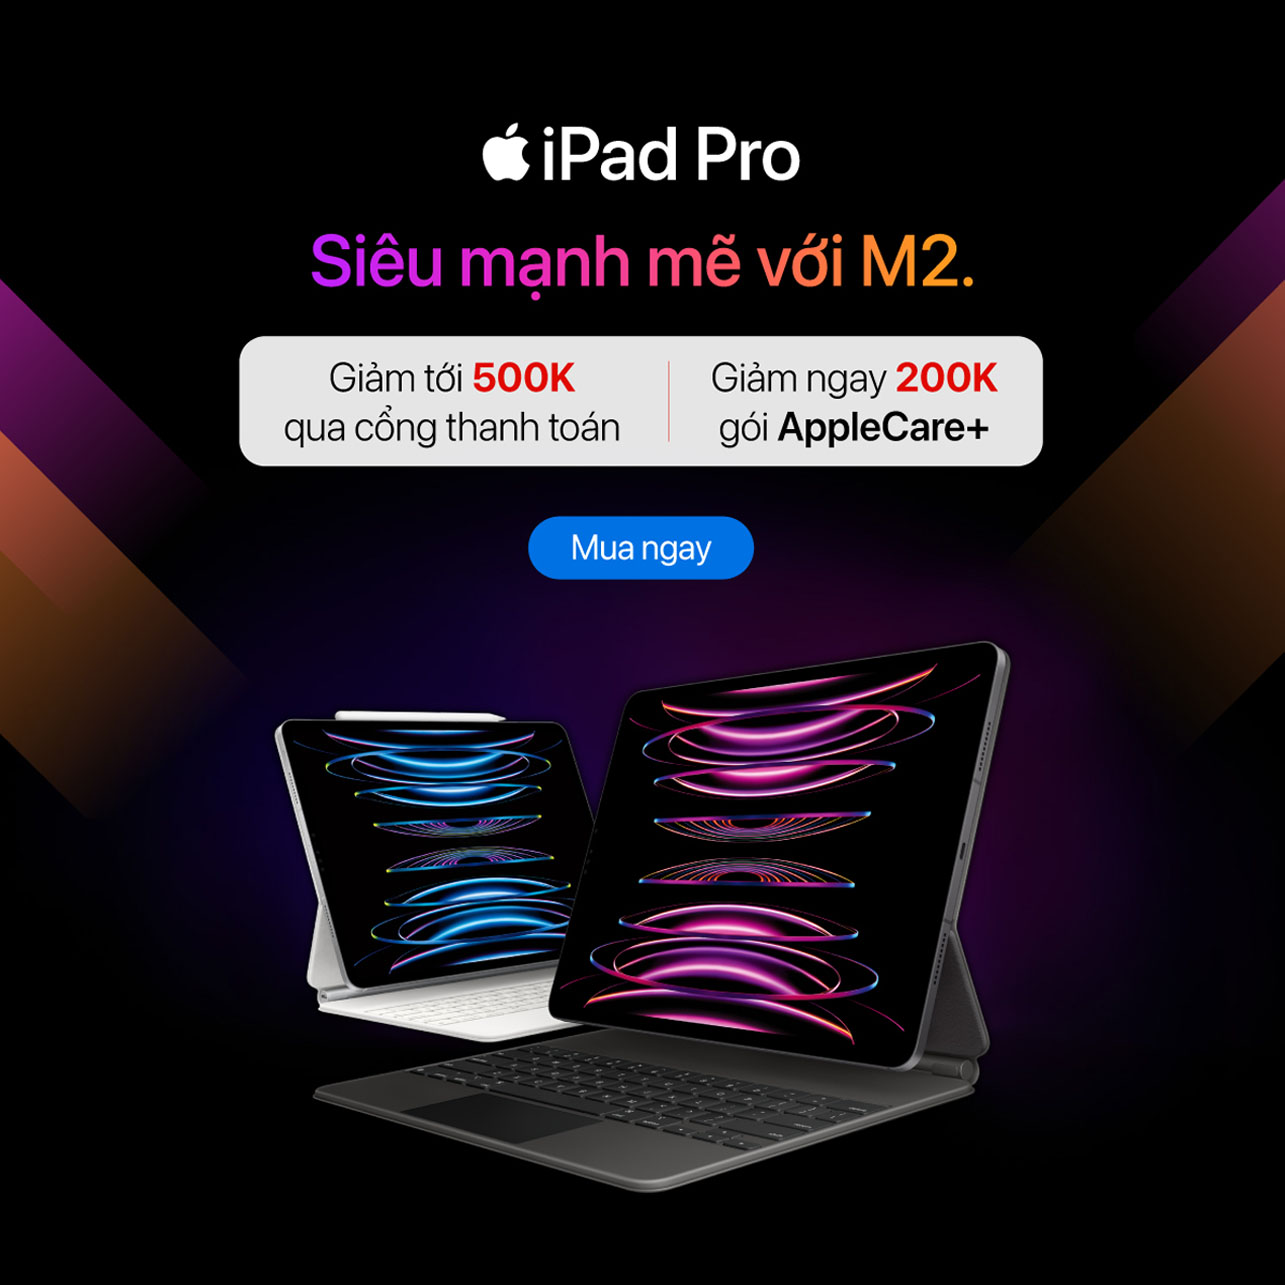 iPad Pro
Siêu mạnh mẽ với M2.
Giảm tới 500K
qua cổng thanh toán
Giảm ngay 200K
gói AppleCare+
Mua ngay